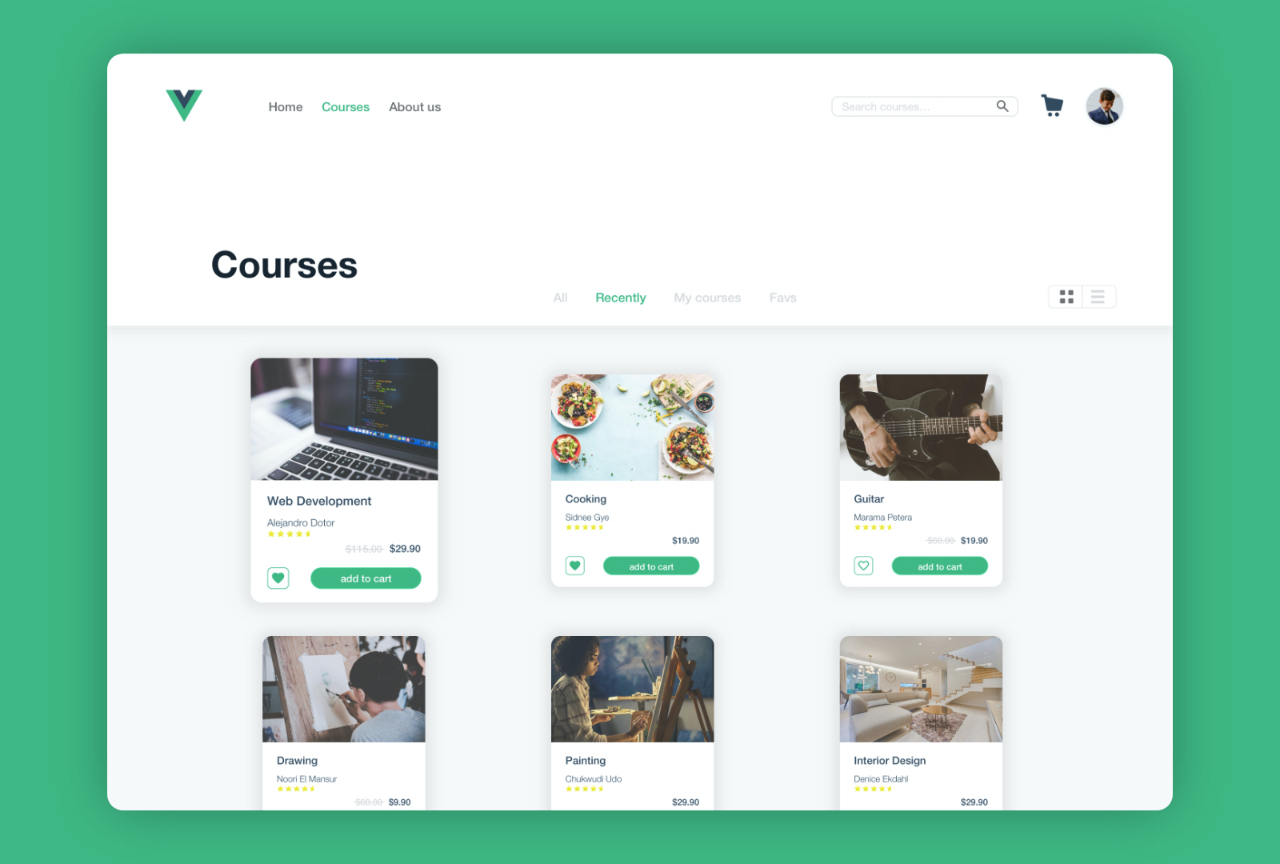 Home Courses About us
Search courses...
Courses
All Recently My courses Favs
Web Development
Alejandro Dotor
$115.00 $29.90
add to cart
Cooking
Sidnee Gye
$19.90
add to cart
Guitar
Marama Petera
$60.00 $19.90
add to cart
Drawing
Noori El Mansur
$60.00 $9.90
Painting
Chukwudi Udo
$29.90
Interior Design
Denice Ekdahl
$29.90